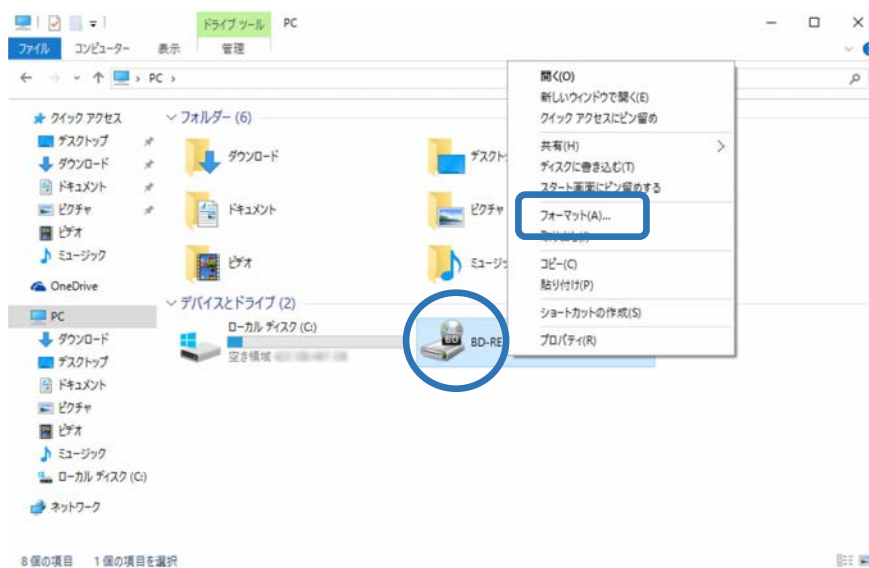 ドライブ ツール
PC
ファイル
コンピューター
表示
管理
PC
クイック アクセス
デスクトップ
ダウンロード
ドキュメント
ピクチャ
ビデオ
ミュージック
OneDrive
PC
ダウンロード
デスクトップ
ドキュメント
ピクチャ
ビデオ
ミュージック
ローカル ディスク (C:)
ネットワーク
フォルダー (6)
ダウンロード
デスクト
ドキュメント
ピクチャ
ビデオ
ミュージ
デバイスとドライブ (2)
ローカル ディスク (C:)
空き領域
BD
BD-RE
開く(O)
新しいウィンドウで開く(E)
クイック アクセスにピン留め
共有(H)
ディスクに書き込む(T)
スタート画面にピン留めする
フォーマット(A)...
コピー(C)
貼り付け(P)
ショートカットの作成(S)
プロパティ(R)
8 個の項目
1 個の項目を選択